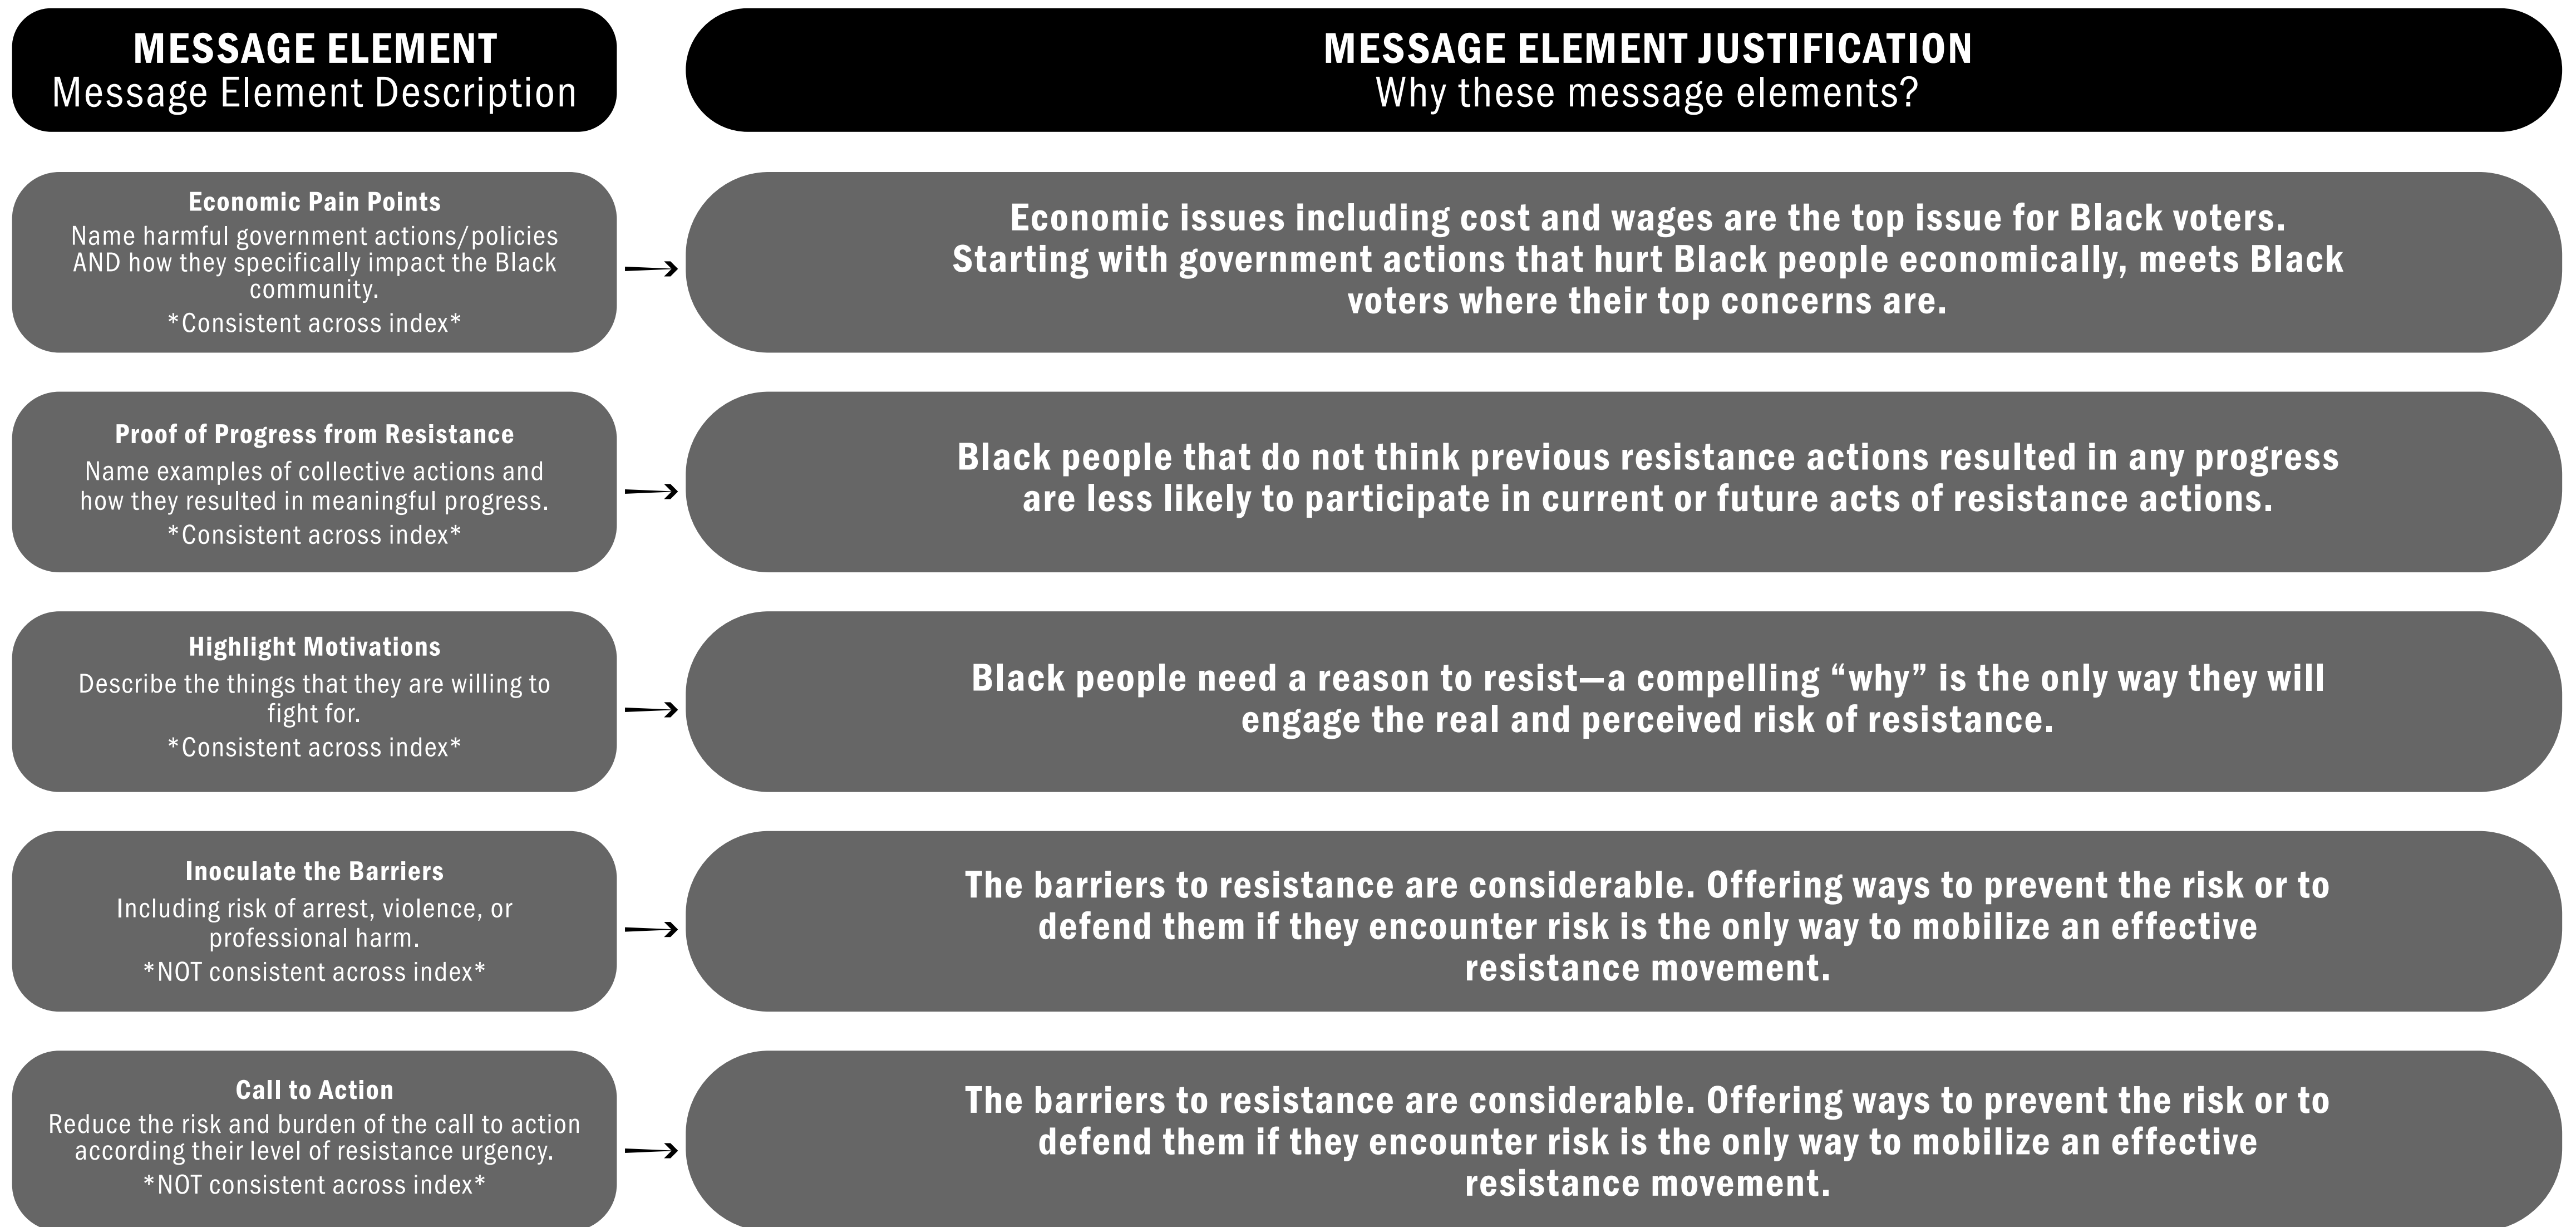 MESSAGE ELEMENT
Message Element Description
MESSAGE ELEMENT JUSTIFICATION
Why these message elements?
Economic Pain Points
Name harmful government actions/policies
AND how they specifically impact the Black
community.
*Consistent across index*
Economic issues including cost and wages are the top issue for Black voters.
Starting with government actions that hurt Black people economically, meets Black
voters where their top concerns are.
Proof of Progress from Resistance
Name examples of collective actions and
how they resulted in meaningful progress.
*Consistent across index*
Black people that do not think previous resistance actions resulted in any progress
are less likely to participate in current or future acts of resistance actions.
Highlight Motivations
Describe the things that they are willing to
fight for.
*Consistent across index*
Black people need a reason to resist—a compelling “why” is the only way they will
engage the real and perceived risk of resistance.
Inoculate the Barriers
Including risk of arrest, violence, or
professional harm.
*NOT consistent across index*
The barriers to resistance are considerable. Offering ways to prevent the risk or to
defend them if they encounter risk is the only way to mobilize an effective
resistance movement.
Call to Action
Reduce the risk and burden of the call to action
according their level of resistance urgency.
*NOT consistent across index*
The barriers to resistance are considerable. Offering ways to prevent the risk or to
defend them if they encounter risk is the only way to mobilize an effective
resistance movement.